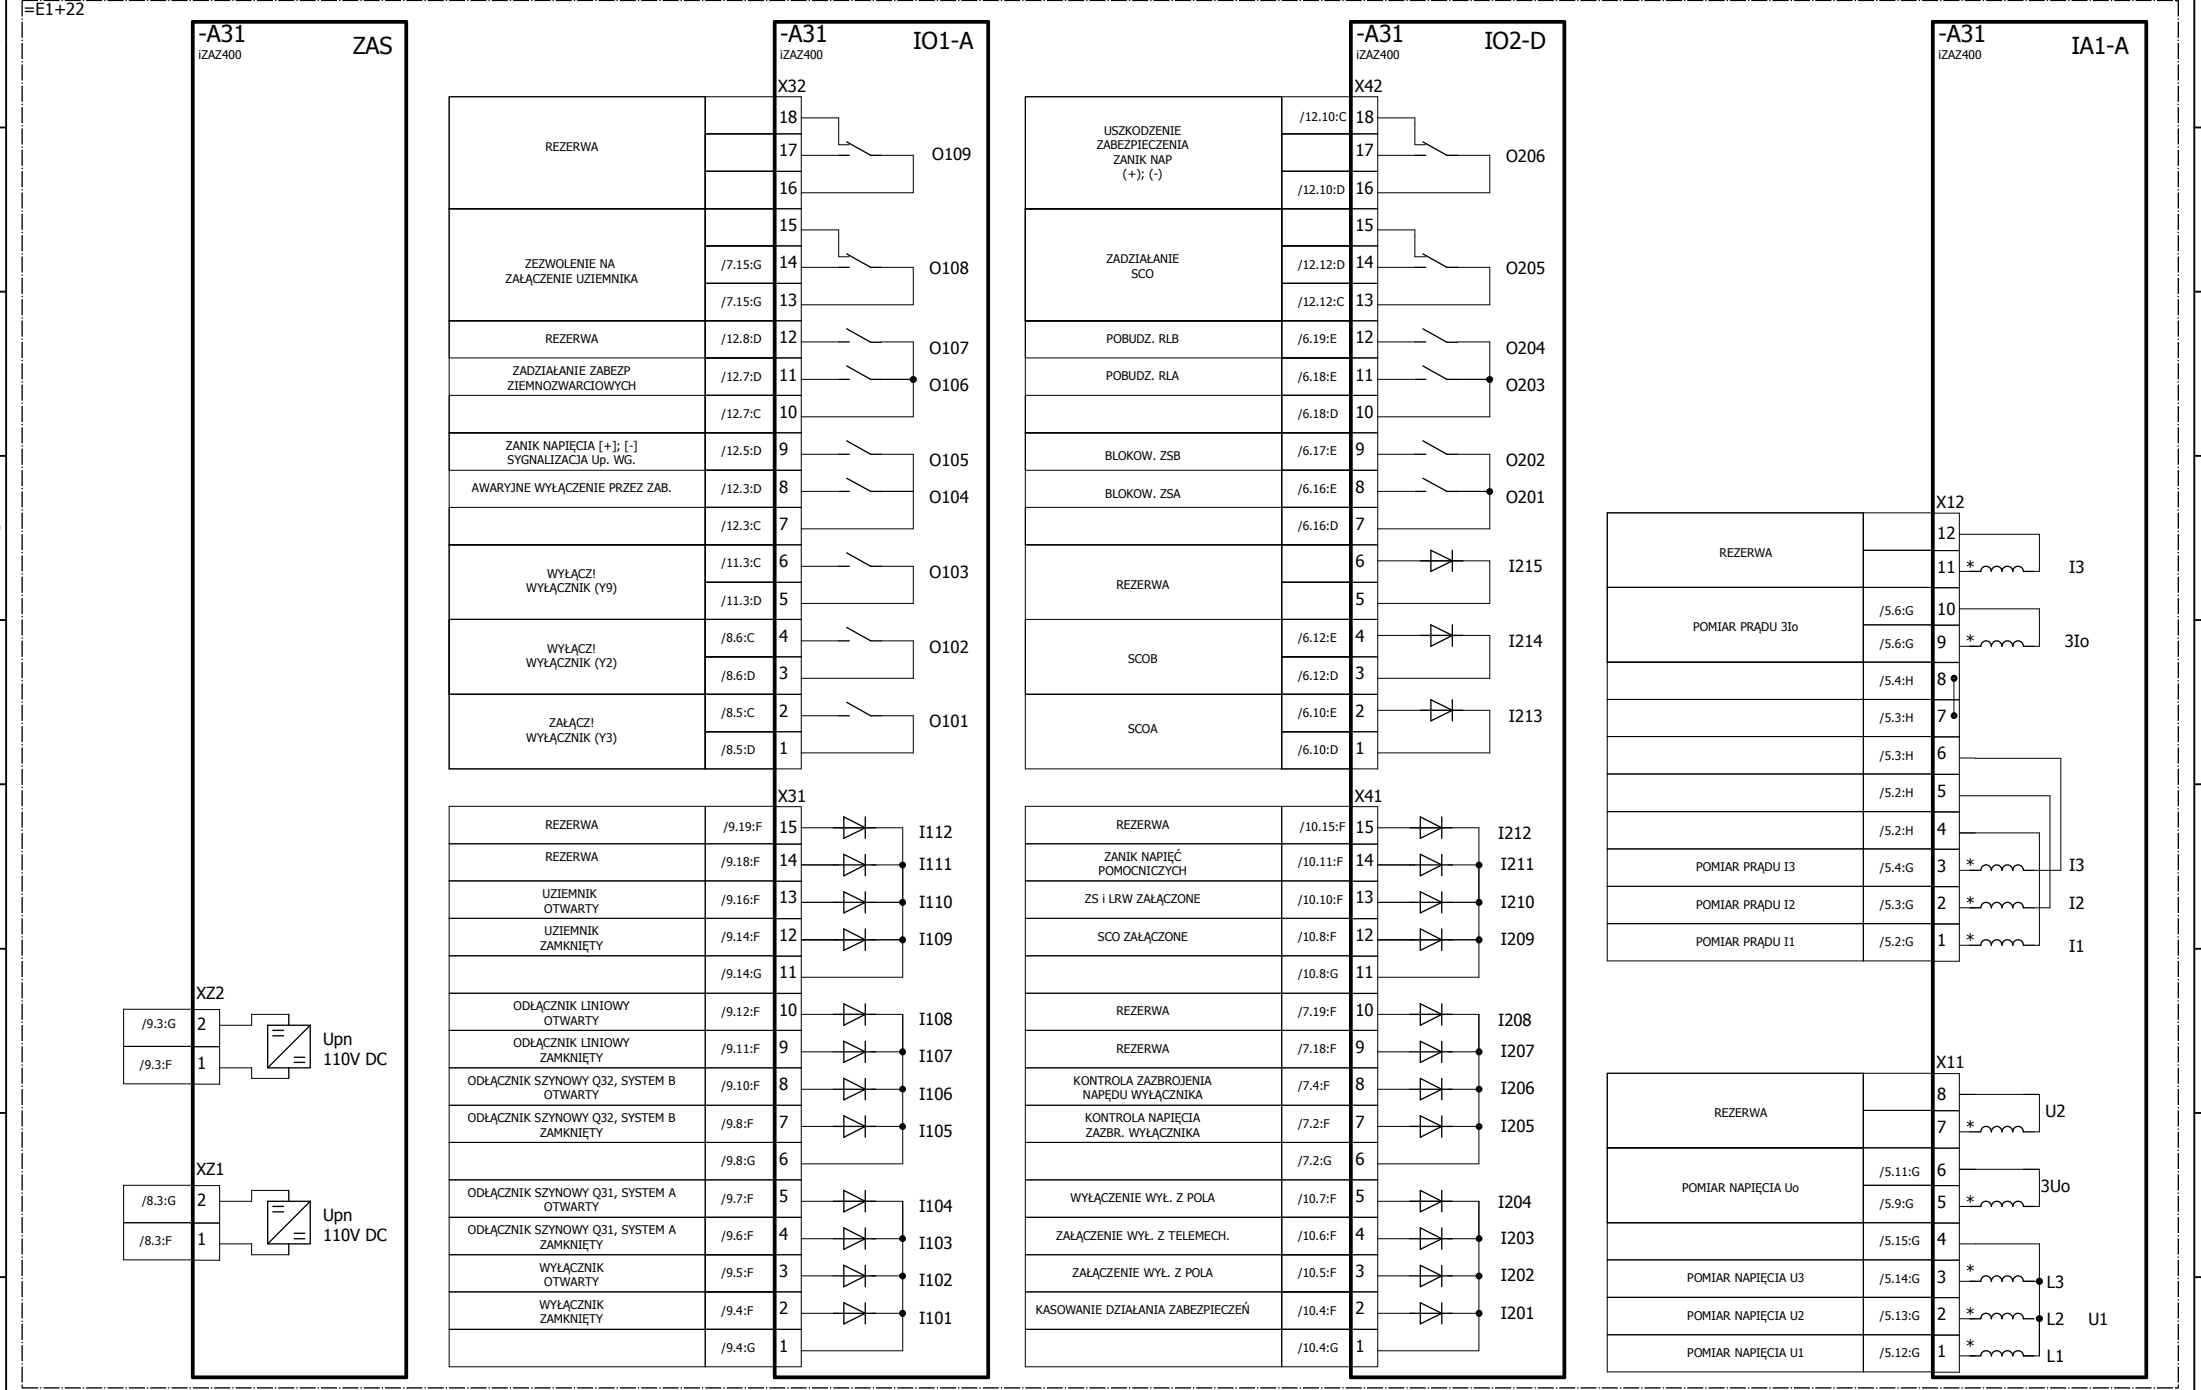 =E1+22
-A31
iZAZ400
ZAS
XZ2
/9.3:G 2
/9.3:F 1
Upn
110V DC
XZ1
/8.3:G 2
/8.3:F 1
Upn
110V DC
-A31
iZAZ400
IO1-A
X32
REZERWA
18
17
16
O109
ZEZWOLENIE NA
ZAŁĄCZENIE UZIEMNIKA
15
/7.15:G 14
/7.15:G 13
O108
REZERWA /12.8:D 12 O107
ZADZIAŁANIE ZABEZP
ZIEMNOZWARCIOWYCH
/12.7:D 11 O106
/12.7:C 10
ZANIK NAPIĘCIA [+]; [-]
SYGNALIZACJA Up. WG.
/12.5:D 9 O105
AWARYJNE WYŁĄCZENIE PRZEZ ZAB. /12.3:D 8 O104
/12.3:C 7
WYŁĄCZ!
WYŁĄCZNIK (Y9)
/11.3:C 6
/11.3:D 5
O103
WYŁĄCZ!
WYŁĄCZNIK (Y2)
/8.6:C 4
/8.6:D 3
O102
ZAŁĄCZ!
WYŁĄCZNIK (Y3)
/8.5:C 2
/8.5:D 1
O101
X31
REZERWA /9.19:F 15 I112
REZERWA /9.18:F 14 I111
UZIEMNIK
OTWARTY
/9.16:F 13 I110
UZIEMNIK
ZAMKNIĘTY
/9.14:F 12 I109
/9.14:G 11
ODŁĄCZNIK LINIOWY
OTWARTY
/9.12:F 10 I108
ODŁĄCZNIK LINIOWY
ZAMKNIĘTY
/9.11:F 9 I107
ODŁĄCZNIK SZYNOWY Q32, SYSTEM B
OTWARTY
/9.10:F 8 I106
ODŁĄCZNIK SZYNOWY Q32, SYSTEM B
ZAMKNIĘTY
/9.8:F 7 I105
/9.8:G 6
ODŁĄCZNIK SZYNOWY Q31, SYSTEM A
OTWARTY
/9.7:F 5 I104
ODŁĄCZNIK SZYNOWY Q31, SYSTEM A
ZAMKNIĘTY
/9.6:F 4 I103
WYŁĄCZNIK
OTWARTY
/9.5:F 3 I102
WYŁĄCZNIK
ZAMKNIĘTY
/9.4:F 2 I101
/9.4:G 1
-A31
iZAZ400
IO2-D
X42
USZKODZENIE
ZABEZPIECZENIA
ZANIK NAP
(+); (-)
/12.10:C 18
17
/12.10:D 16
O206
ZADZIAŁANIE
SCO
15
/12.12:D 14
/12.12:C 13
O205
POBUDZ. RLB /6.19:E 12 O204
POBUDZ. RLA /6.18:E 11 O203
/6.18:D 10
BLOKOW. ZSB /6.17:E 9 O202
BLOKOW. ZSA /6.16:E 8 O201
/6.16:D 7
REZERWA
6
5
I215
SCOB
/6.12:E 4
/6.12:D 3
I214
SCOA
/6.10:E 2
/6.10:D 1
I213
X41
REZERWA /10.15:F 15 I212
ZANIK NAPIĘĆ
POMOCNICZYCH
/10.11:F 14 I211
ZS i LRW ZAŁĄCZONE /10.10:F 13 I210
SCO ZAŁĄCZONE /10.8:F 12 I209
/10.8:G 11
REZERWA /7.19:F 10 I208
REZERWA /7.18:F 9 I207
KONTROLA ZAZBROJENIA
NAPĘDU WYŁĄCZNIKA
/7.4:F 8 I206
KONTROLA NAPIĘCIA
ZAZBR. WYŁĄCZNIKA
/7.2:F 7 I205
/7.2:G 6
WYŁĄCZENIE WYŁ. Z POLA /10.7:F 5 I204
ZAŁĄCZENIE WYŁ. Z TELEMECH. /10.6:F 4 I203
ZAŁĄCZENIE WYŁ. Z POLA /10.5:F 3 I202
KASOWANIE DZIAŁANIA ZABEZPIECZEŃ /10.4:F 2 I201
/10.4:G 1
-A31
iZAZ400
IA1-A
X12
REZERWA
12
11 * I3
POMIAR PRĄDU 3Io
/5.6:G 10
/5.6:G 9 * 3Io
/5.4:H 8
/5.3:H 7
/5.3:H 6
/5.2:H 5
/5.2:H 4
POMIAR PRĄDU I3 /5.4:G 3 * I3
POMIAR PRĄDU I2 /5.3:G 2 * I2
POMIAR PRĄDU I1 /5.2:G 1 * I1
X11
REZERWA
8
7 * U2
POMIAR NAPIĘCIA Uo
/5.11:G 6
/5.9:G 5 * 3Uo
/5.15:G 4
POMIAR NAPIĘCIA U3 /5.14:G 3 * L3
POMIAR NAPIĘCIA U2 /5.13:G 2 * L2 U1
POMIAR NAPIĘCIA U1 /5.12:G 1 * L1